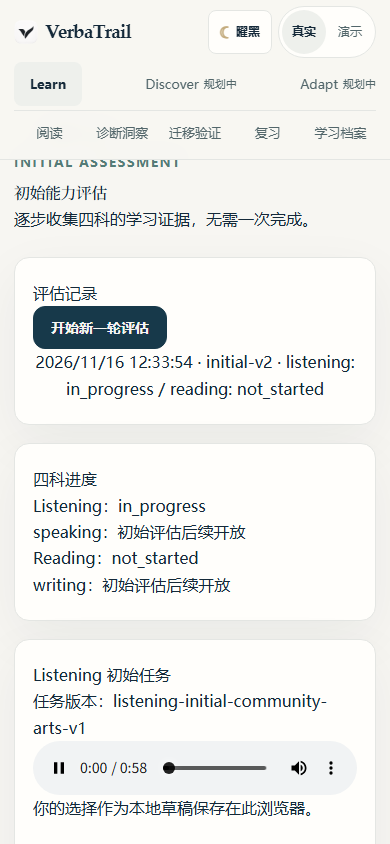 VerbaTrail
曜黑
真实
演示
Learn
Discover 规划中
Adapt 规划中
阅读
诊断洞察
迁移验证
复习
学习档案
INITIAL ASSESSMENT
初始能力评估
逐步收集四科的学习证据，无需一次完成。
评估记录
开始新一轮评估
2026/11/16 12:33:54 · initial-v2 · listening:
in_progress / reading: not_started
四科进度
Listening：in_progress
speaking：初始评估后续开放
Reading：not_started
writing：初始评估后续开放
Listening 初始任务
任务版本：listening-initial-community-
arts-v1
0:00 / 0:58
你的选择作为本地草稿保存在此浏览器。